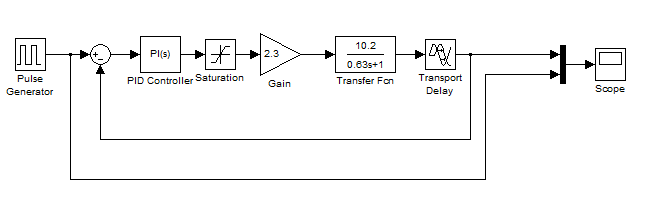 PI(s)
2.3
10.2
0.63s+1
Pulse
Generator
PID Controller
Saturation
Gain
Transfer Fcn
Transport
Delay
Scope